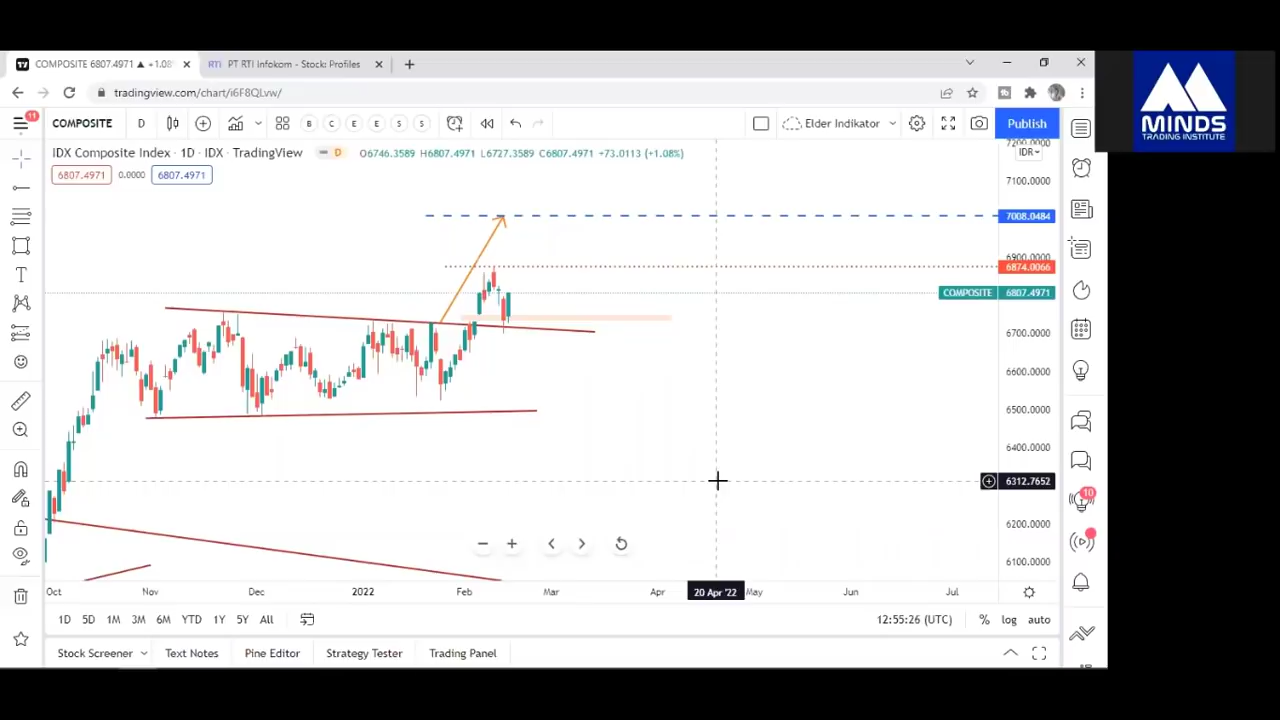 COMPOSITE 6807.4971 ▲ +1.08%
PT RTI Infokom - Stock: Profiles
tradingview.com/chart/i6F8QLvw/
MINDS
TRADING INSTITUTE
11
COMPOSITE
D
B C E E S S
Elder Indikator
Publish
IDX Composite Index · 1D · IDX · TradingView
D
O6746.3589 H6807.4971 L6727.3589 C6807.4971 +73.0113 (+1.08%)
IDR
6807.4971
0.0000
6807.4971
7200.0000
7100.0000
7008.0484
6900.0000
6874.0066
COMPOSITE 6807.4971
6700.0000
6600.0000
6500.0000
6400.0000
6312.7652
6200.0000
6100.0000
10
Oct Nov Dec 2022 Feb Mar Apr 20 Apr '22 May Jun Jul
1D 5D 1M 3M 6M YTD 1Y 5Y All
12:55:26 (UTC) % log auto
Stock Screener Text Notes Pine Editor Strategy Tester Trading Panel